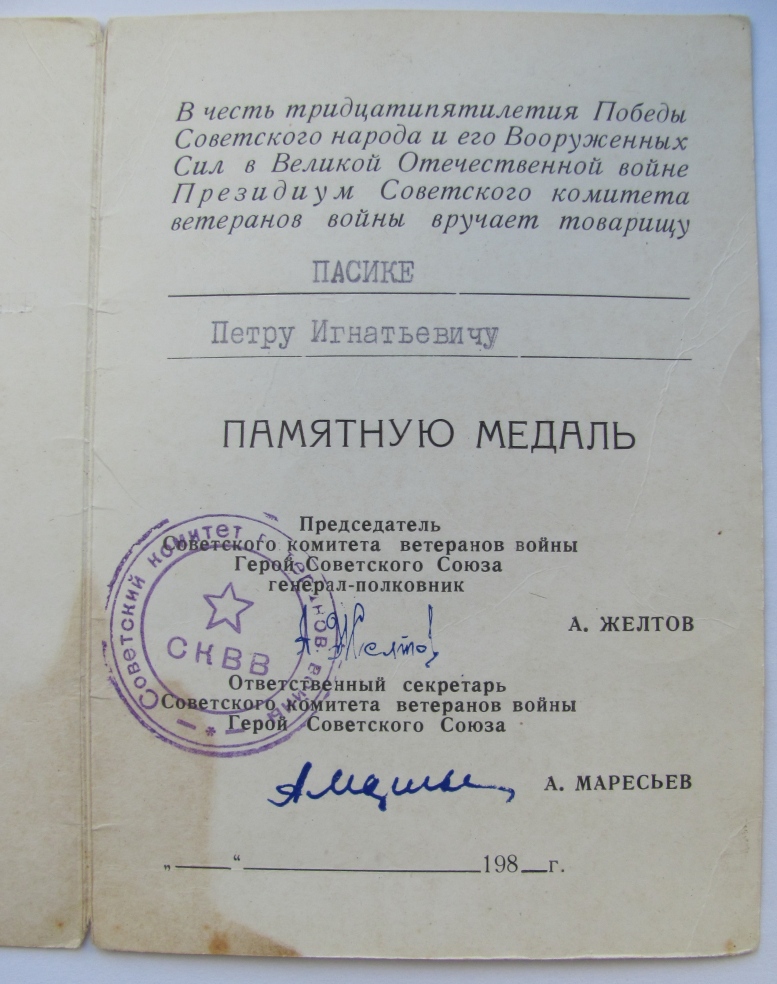 В честь тридцатипятилетия Победы
Советского народа и его Вооруженных
Сил в Великой Отечественной войне
Президиум Советского комитета
ветеранов войны вручает товарищу
ПАСИКЕ
Петру Игнатьевичу
ПАМЯТНУЮ МЕДАЛЬ
Председатель
Советского комитета ветеранов войны
Герой Советского Союза
генерал-полковник
А. Желтов
А. ЖЕЛТОВ
Советский комитет ветеранов войны
СКВВ
Ответственный секретарь
Советского комитета ветеранов войны
Герой Советского Союза
А. МАРЕСЬЕВ
„ “ 198 г.